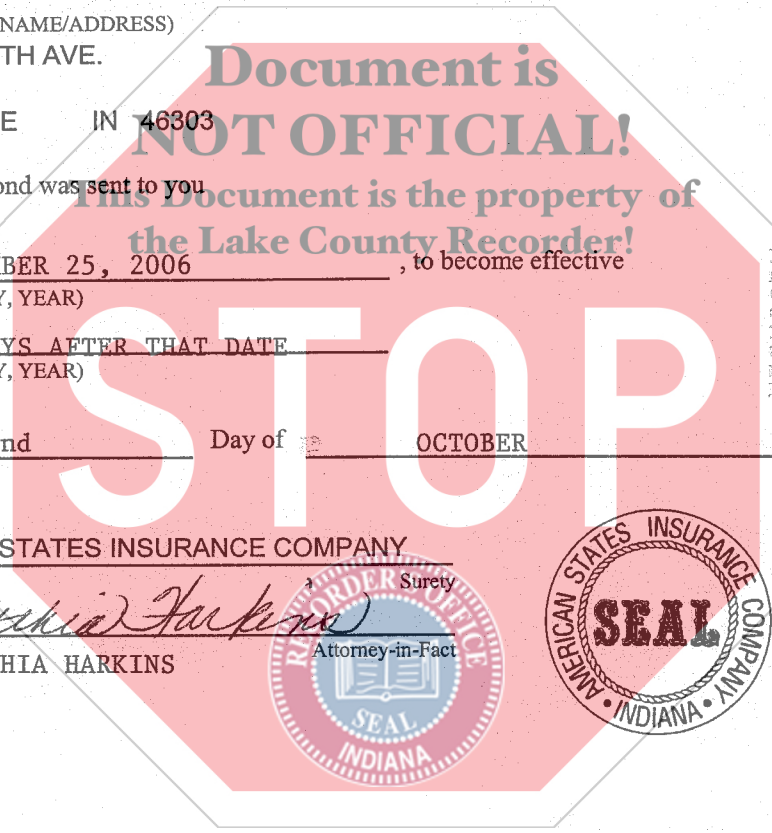 NAME/ADDRESS)
TH AVE.
Document is
E IN 46303
NOT OFFICIAL!
ond was sent to you
This Document is the property of
the Lake County Recorder!
BER 25, 2006 , to become effective
Y, YEAR)
YS AFTER THAT DATE
Y, YEAR)
STOP
nd Day of OCTOBER
STATES INSURANCE COMPANY
Surety
Harkins
Attorney-in-Fact
HIA HARKINS
RECORDER'S OFFICE
SEAL
INDIANA
AMERICAN STATES INSURANCE COMPANY
SEAL
• INDIANA •